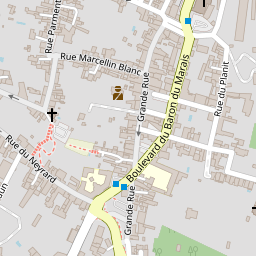 Rue Parment
Rue Marcellin Blanc
Grande Rue
Boulevard du Baron du Marais
Rue du Planit
Rue du Neyrard
Grande Rue